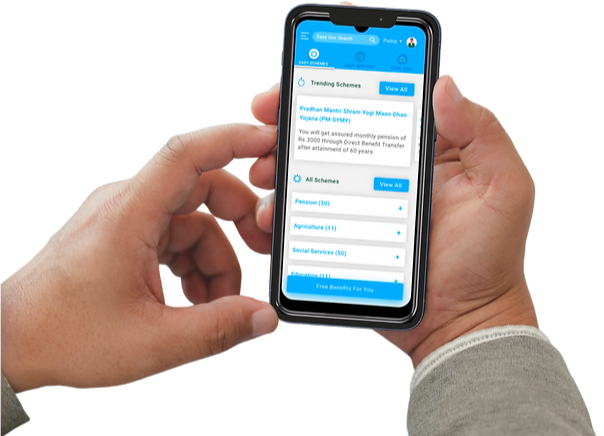 Easy Gov Search
Patna
EASY SCHEMES
Trending Schemes
View All
Pradhan Mantri Shram Yogi Maan-Dhan
Yojana (PM-SYMY)
You will get assured monthly pension of
Rs.3000 through Direct Benefit Transfer
after attainment of 60 years.
All Schemes
View All
Pension (50)
+
Agriculture (11)
+
Social Services (50)
+
Education (11)
Free Benefits For You